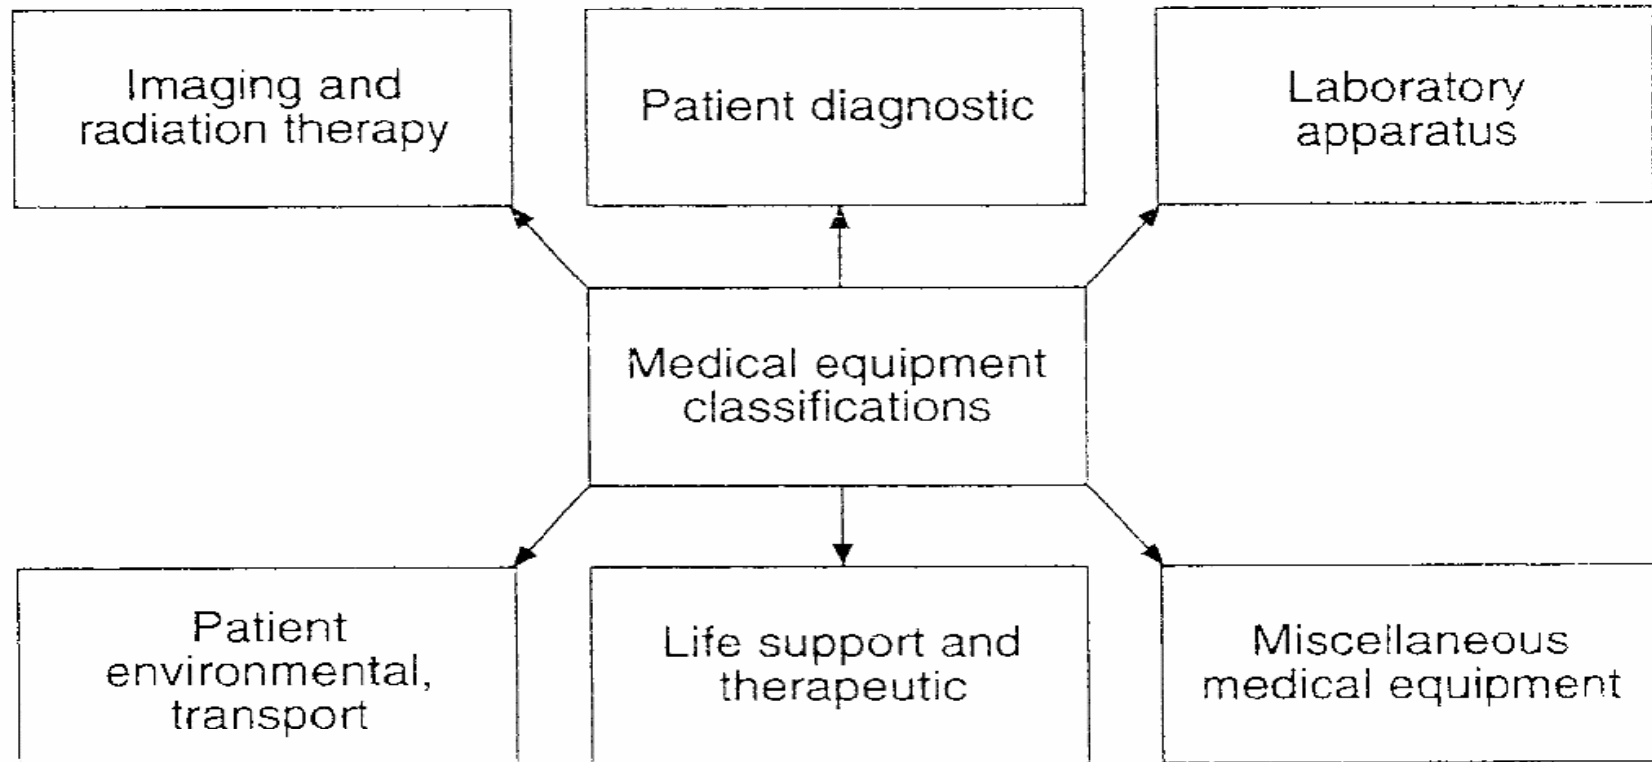 Imaging and
radiation therapy
Patient diagnostic
Laboratory
apparatus
Medical equipment
classifications
Patient
environmental,
transport
Life support and
therapeutic
Miscellaneous
medical equipment